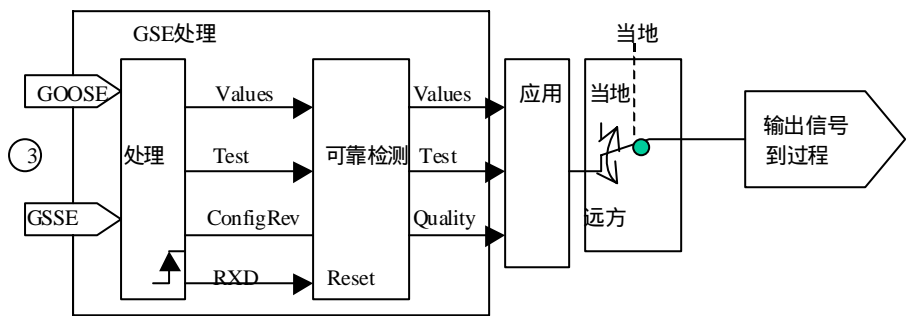 当地
GSE处理
GOOSE
Values
Values
应用
当地
输出信号
到过程
3
处理
Test
可靠检测
Test
GSSE
ConfigRev
Quality
远方
RXD
Reset